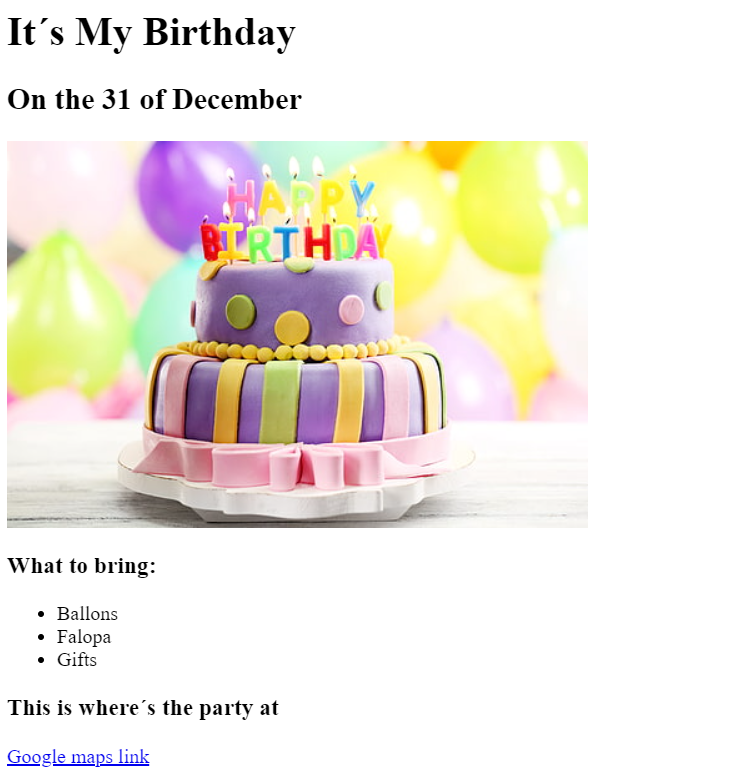 It´s My Birthday
On the 31 of December
HAPPY
BIRTHDAY
What to bring:
Ballons
Falopa
Gifts
This is where´s the party at
Google maps link